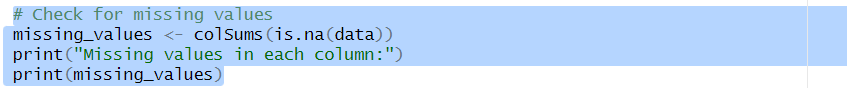 # Check for missing values
missing_values <- colSums(is.na(data))
print("Missing values in each column:")
print(missing_values)